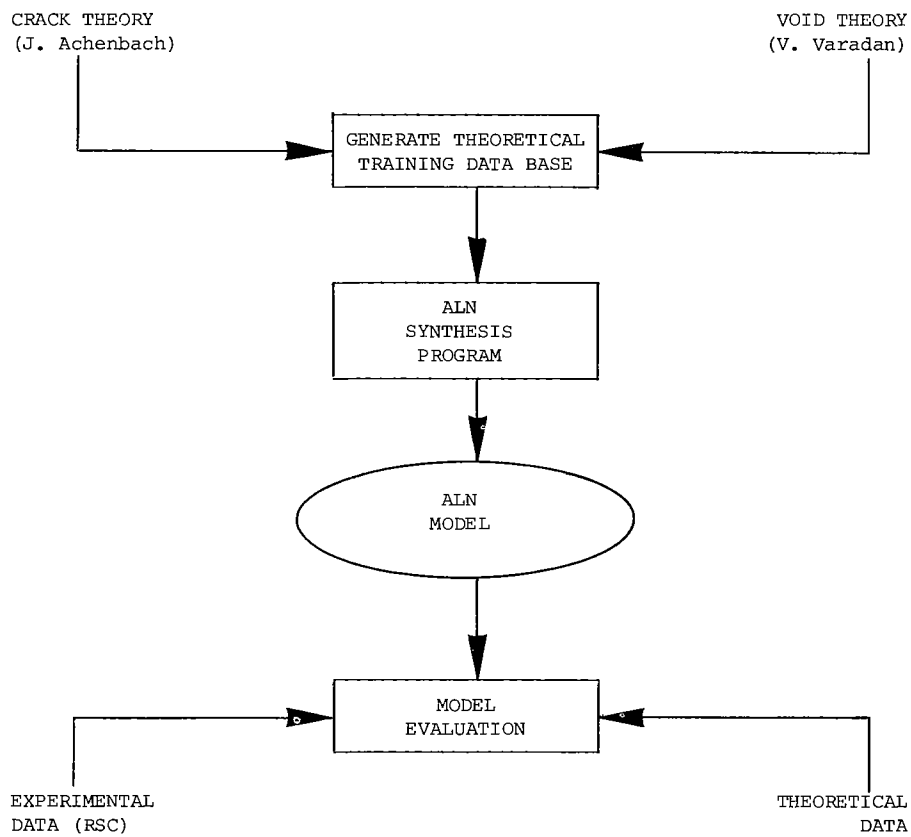 CRACK THEORY
(J. Achenbach)
VOID THEORY
(V. Varadan)
GENERATE THEORETICAL
TRAINING DATA BASE
ALN
SYNTHESIS
PROGRAM
ALN
MODEL
MODEL
EVALUATION
EXPERIMENTAL
DATA (RSC)
THEORETICAL
DATA